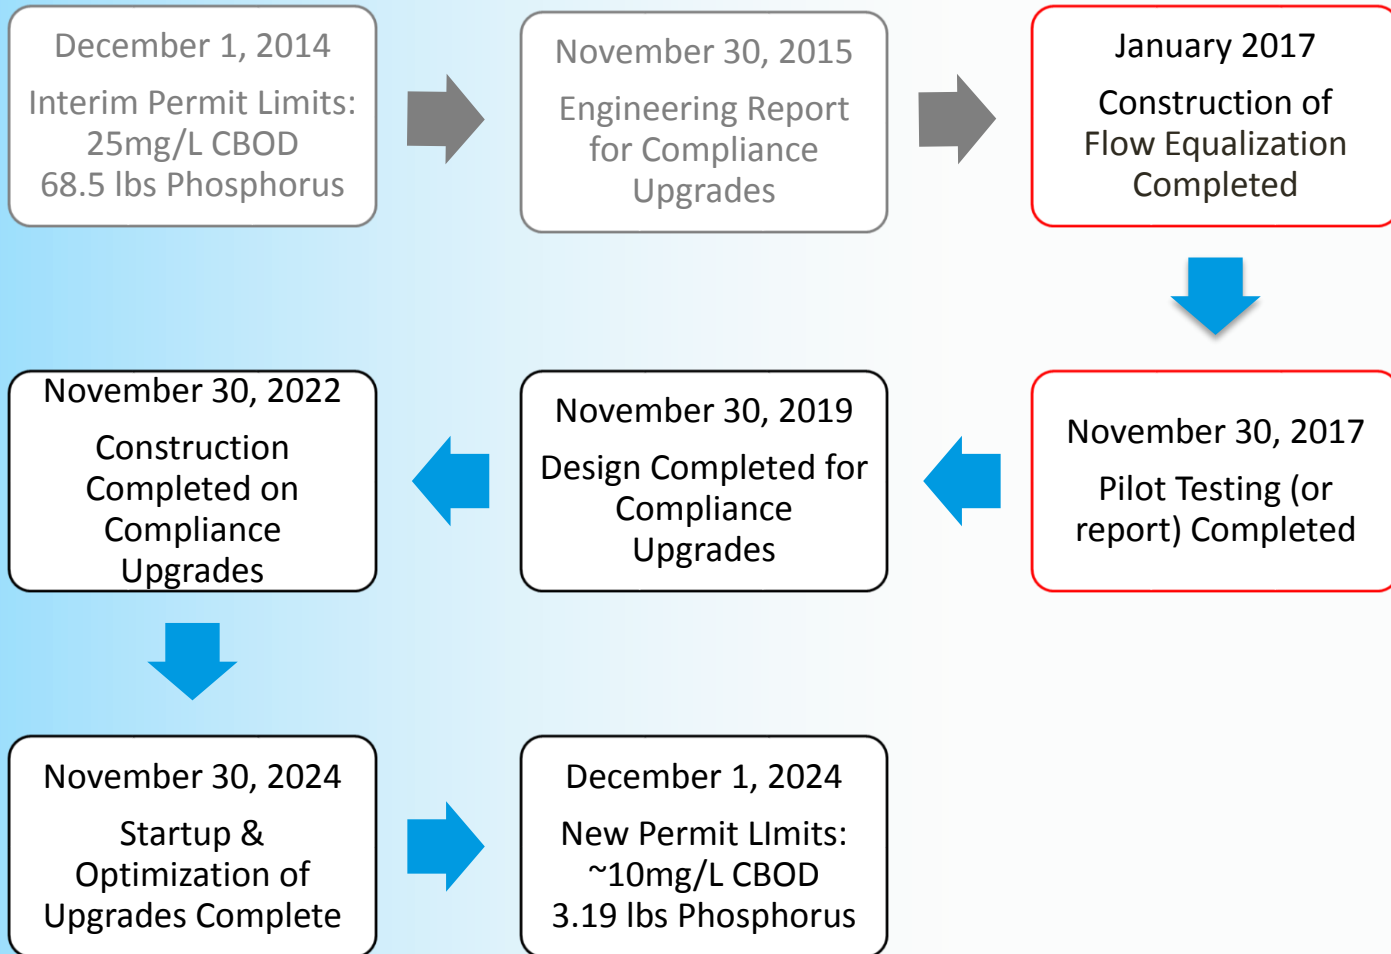 December 1, 2014
Interim Permit Limits:
25mg/L CBOD
68.5 lbs Phosphorus
November 30, 2015
Engineering Report
for Compliance
Upgrades
January 2017
Construction of
Flow Equalization
Completed
November 30, 2017
Pilot Testing (or
report) Completed
November 30, 2019
Design Completed for
Compliance
Upgrades
November 30, 2022
Construction
Completed on
Compliance
Upgrades
November 30, 2024
Startup &
Optimization of
Upgrades Complete
December 1, 2024
New Permit LImits:
~10mg/L CBOD
3.19 lbs Phosphorus